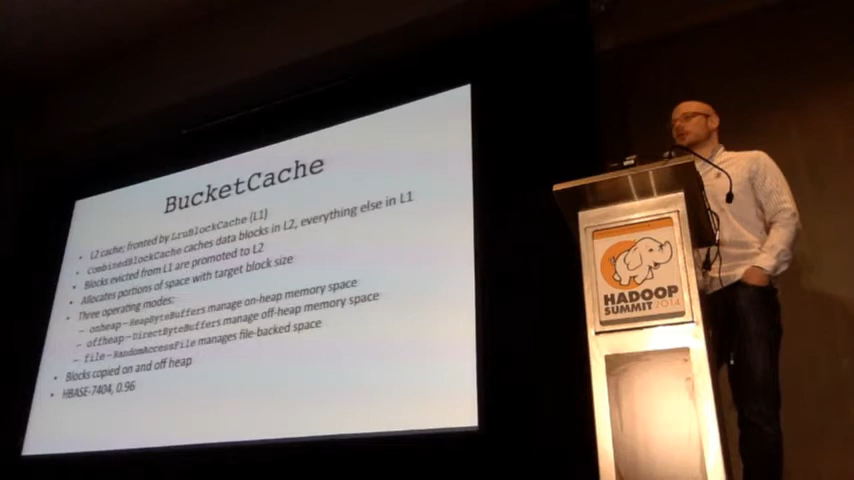 BucketCache
• L2 cache; fronted by LruBlockCache (L1)
• CombinedBlockCache caches data blocks in L2, everything else in L1
• Blocks evicted from L1 are promoted to L2
• Allocates portions of space with target block size
• Three operating modes:
– onheap – HeapByteBuffers manage on-heap memory space
– offheap – DirectByteBuffers manage off-heap memory space
– file – RandomAccessFile manages file-backed space
• Blocks copied on and off heap
• HBASE-7404, 0.96
HADOOP
SUMMIT 2014